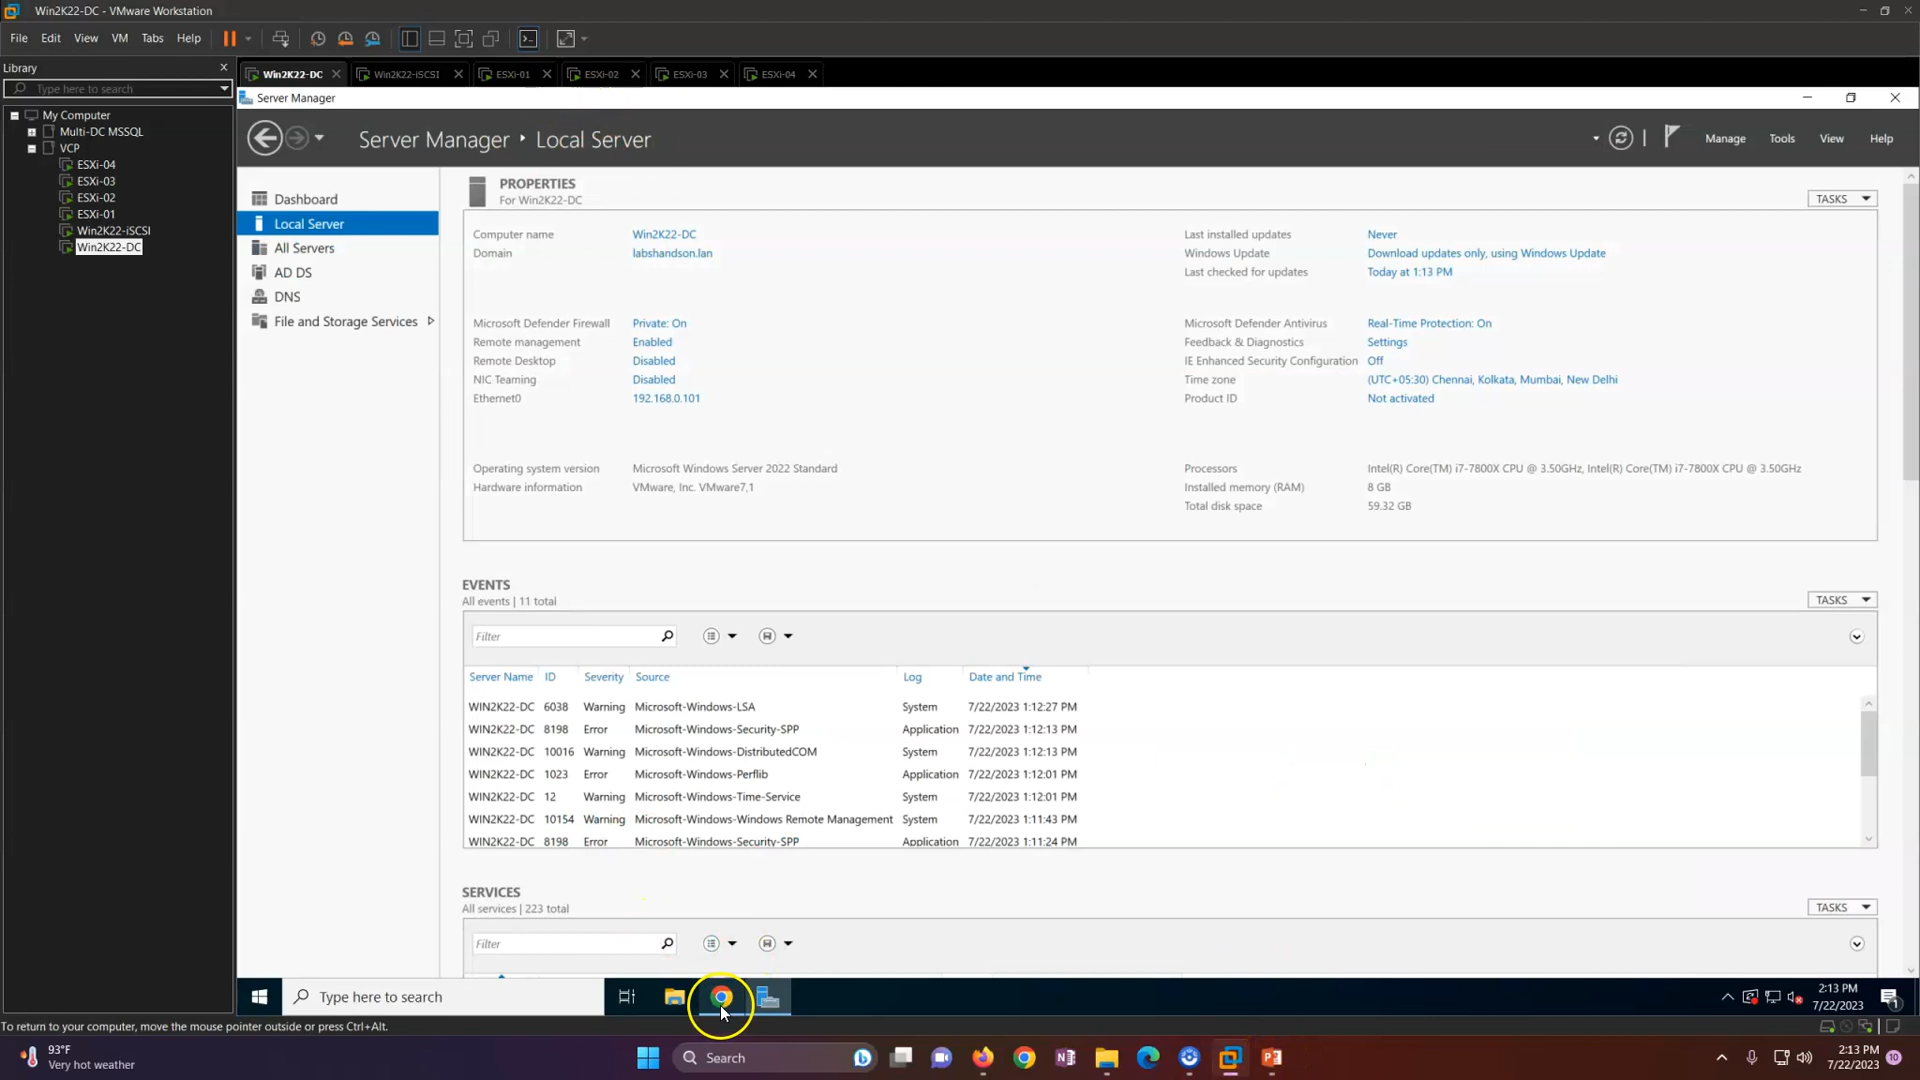 Win2K22-DC - VMware Workstation
File Edit View VM Tabs Help
Library
Type here to search
My Computer
Multi-DC MSSQL
VCP
ESXi-04
ESXi-03
ESXi-02
ESXi-01
Win2K22-iSCSI
Win2K22-DC
Win2K22-DC Win2K22-iSCSI ESXi-01 ESXi-02 ESXi-03 ESXi-04
Server Manager
Server Manager Local Server
Manage Tools View Help
Dashboard
Local Server
All Servers
AD DS
DNS
File and Storage Services
PROPERTIES
For Win2K22-DC
TASKS
Computer name Win2K22-DC
Domain labshandson.lan
Last installed updates Never
Windows Update Download updates only, using Windows Update
Last checked for updates Today at 1:13 PM
Microsoft Defender Firewall Private: On
Remote management Enabled
Remote Desktop Disabled
NIC Teaming Disabled
Ethernet0 192.168.0.101
Microsoft Defender Antivirus Real-Time Protection: On
Feedback & Diagnostics Settings
IE Enhanced Security Configuration Off
Time zone (UTC+05:30) Chennai, Kolkata, Mumbai, New Delhi
Product ID Not activated
Operating system version Microsoft Windows Server 2022 Standard
Hardware information VMware, Inc. VMware7,1
Processors Intel(R) Core(TM) i7-7800X CPU @ 3.50GHz, Intel(R) Core(TM) i7-7800X CPU @ 3.50GHz
Installed memory (RAM) 8 GB
Total disk space 59.32 GB
EVENTS
All events | 11 total
TASKS
Filter
Server Name ID Severity Source Log Date and Time
WIN2K22-DC 6038 Warning Microsoft-Windows-LSA System 7/22/2023 1:12:27 PM
WIN2K22-DC 8198 Error Microsoft-Windows-Security-SPP Application 7/22/2023 1:12:13 PM
WIN2K22-DC 10016 Warning Microsoft-Windows-DistributedCOM System 7/22/2023 1:12:13 PM
WIN2K22-DC 1023 Error Microsoft-Windows-Perflib Application 7/22/2023 1:12:01 PM
WIN2K22-DC 12 Warning Microsoft-Windows-Time-Service System 7/22/2023 1:12:01 PM
WIN2K22-DC 10154 Warning Microsoft-Windows-Windows Remote Management System 7/22/2023 1:11:43 PM
WIN2K22-DC 8198 Error Microsoft-Windows-Security-SPP Application 7/22/2023 1:11:24 PM
SERVICES
All services | 223 total
TASKS
Filter
Type here to search
2:13 PM
7/22/2023
1
To return to your computer, move the mouse pointer outside or press Ctrl+Alt.
93°F
Very hot weather
Search
2:13 PM
7/22/2023
10